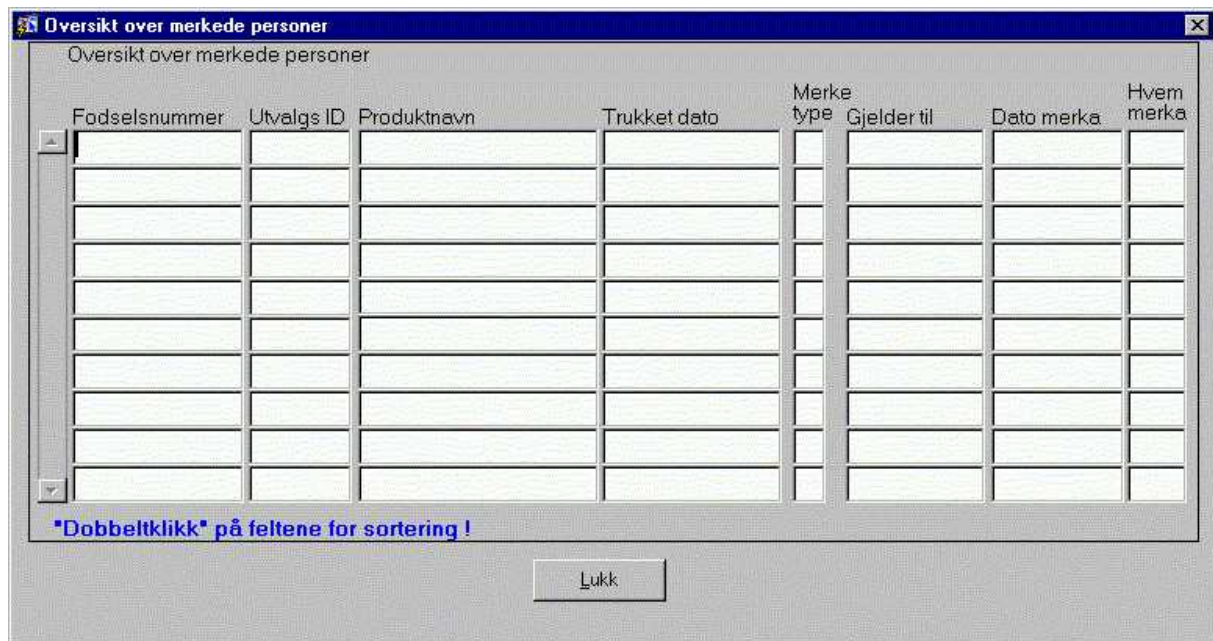 Oversikt over merkede personer
Oversikt over merkede personer
Fodselsnummer Utvalgs ID Produktnavn Trukket dato Merke type Gjelder til Dato merka Hvem merka
"Dobbeltklikk" på feltene for sortering !
Lukk